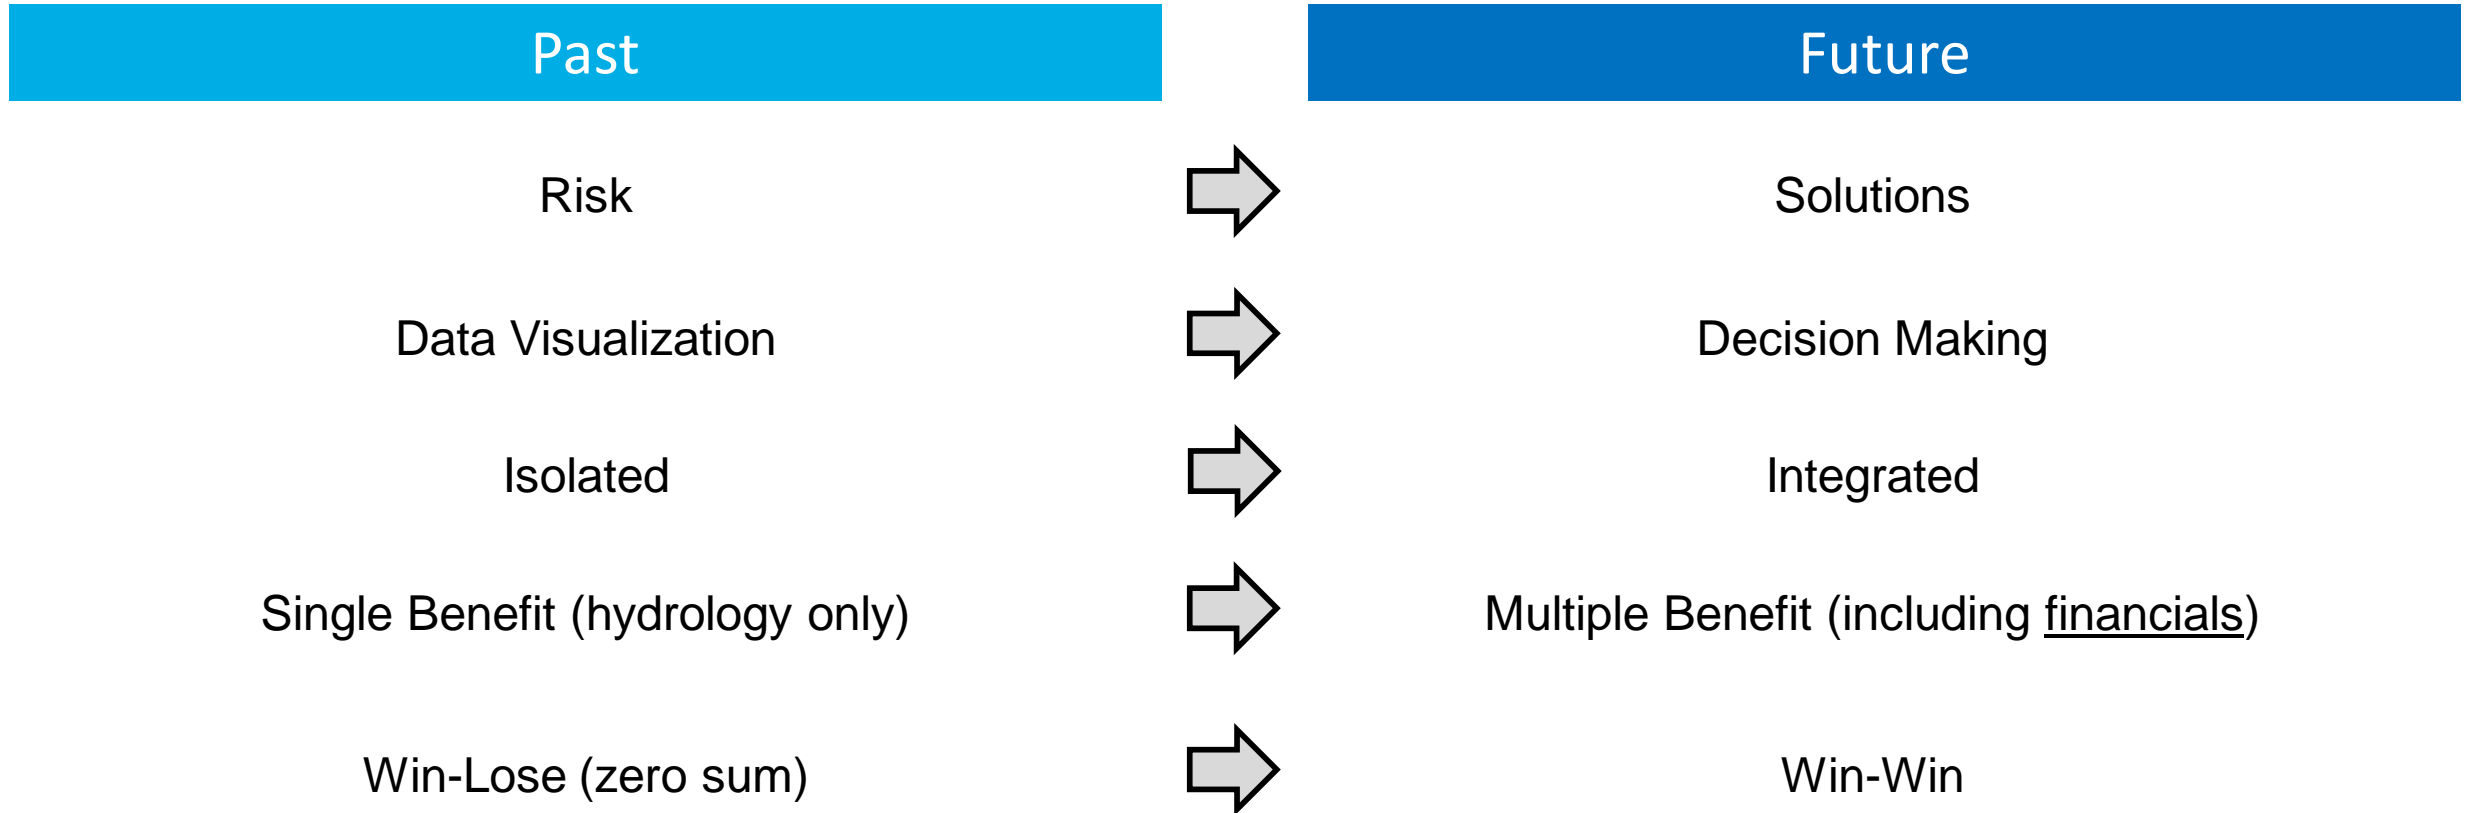 Past
Future
Risk
Solutions
Data Visualization
Decision Making
Isolated
Integrated
Single Benefit (hydrology only)
Multiple Benefit (including financials)
Win-Lose (zero sum)
Win-Win